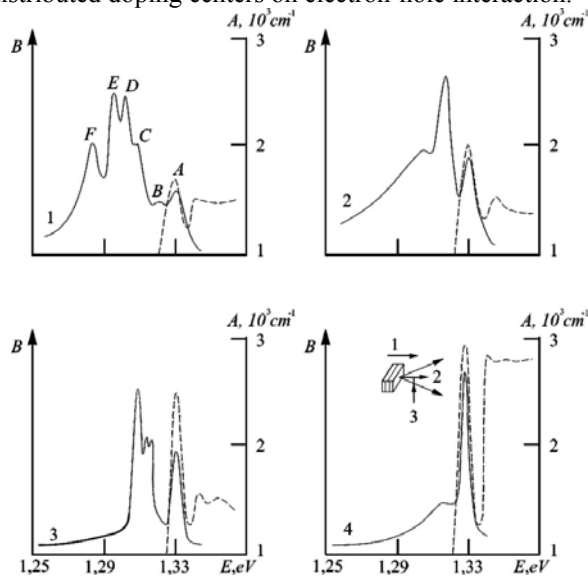 stributed doping centers on electron-hole interaction.
B
A, 10³cm⁻¹
3
2
1
F
E
D
C
B
A
1
B
A, 10³cm⁻¹
3
2
1
2
B
A, 10³cm⁻¹
3
2
1
3
1,25 1,29 1,33
B
A, 10³cm⁻¹
3
2
1
1
2
3
4
1,25 1,29 1,33 E,eV